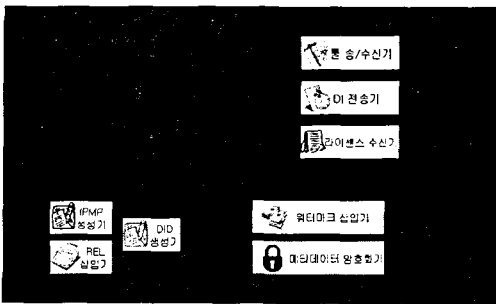 툴 송/수신기
DI 전송기
라이센스 수신기
IPMP
생성기
DID
생성기
REL
삽입기
워터마크 삽입기
미디데이터 암호화기